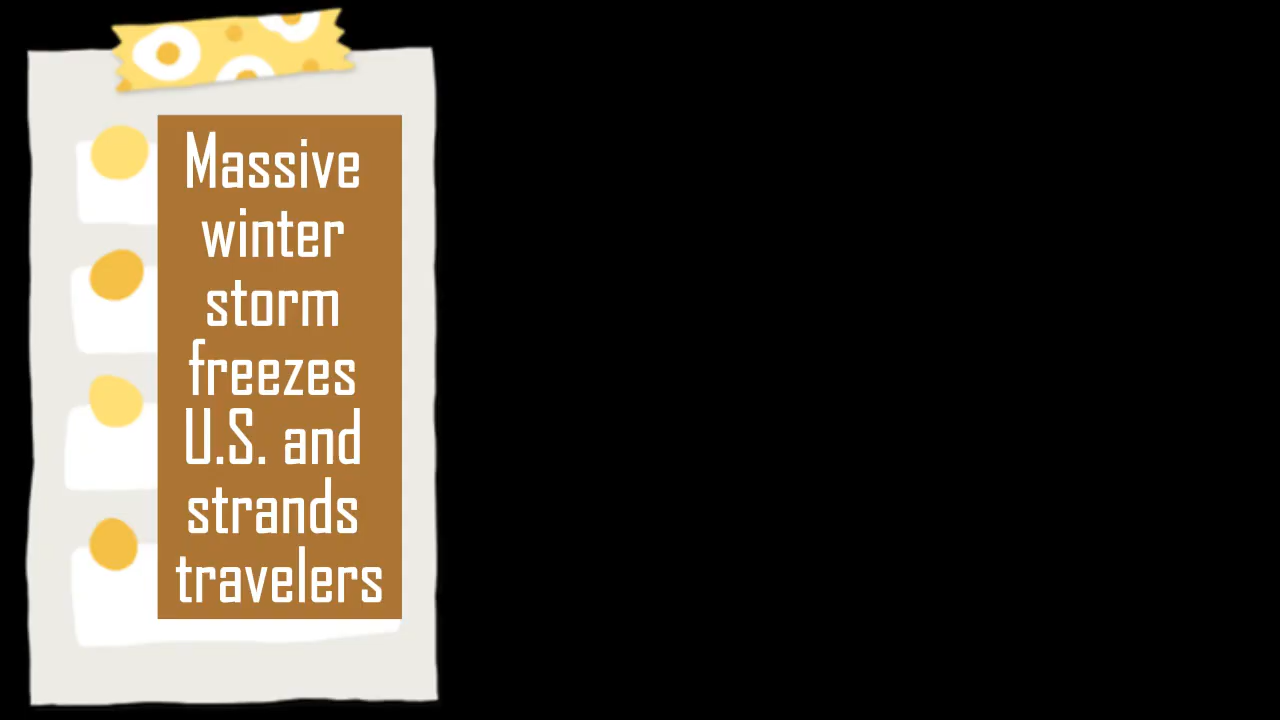 Massive
winter
storm
freezes
U.S. and
strands
travelers